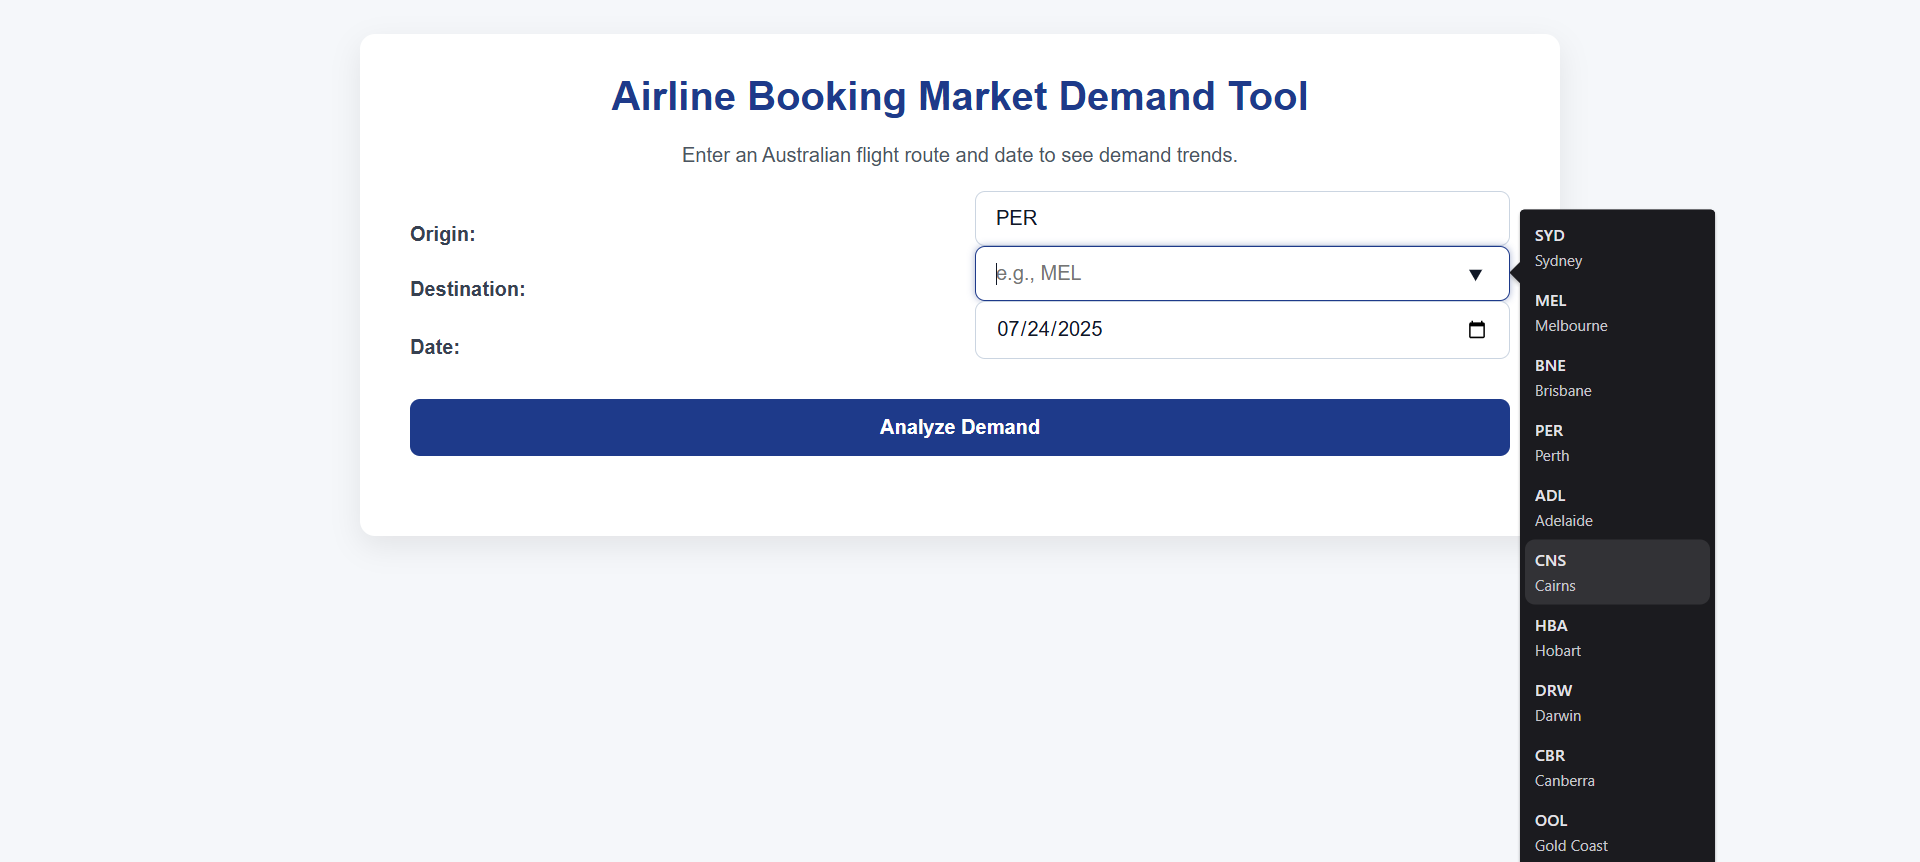 Airline Booking Market Demand Tool
Enter an Australian flight route and date to see demand trends.
Origin:
PER
Destination:
e.g., MEL
Date:
07/24/2025
Analyze Demand
SYD
Sydney
MEL
Melbourne
BNE
Brisbane
PER
Perth
ADL
Adelaide
CNS
Cairns
HBA
Hobart
DRW
Darwin
CBR
Canberra
OOL
Gold Coast